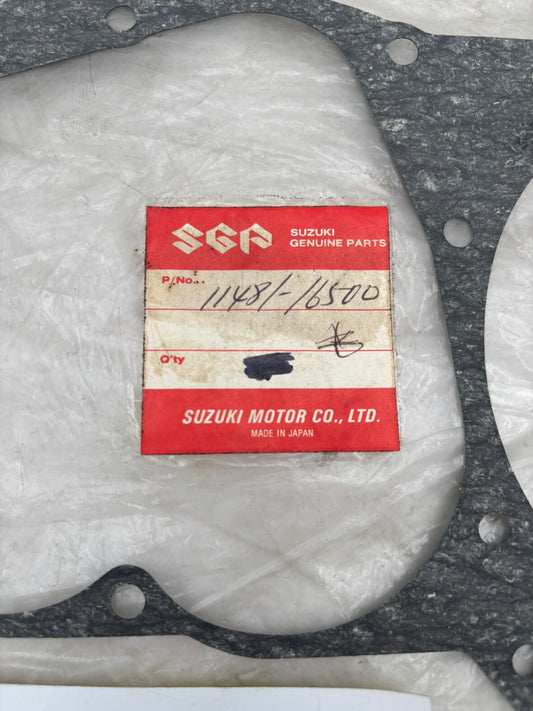 SGP
SUZUKI
GENUINE PARTS
P/No...
11481-16500
Q'ty
SUZUKI MOTOR CO., LTD.
MADE IN JAPAN